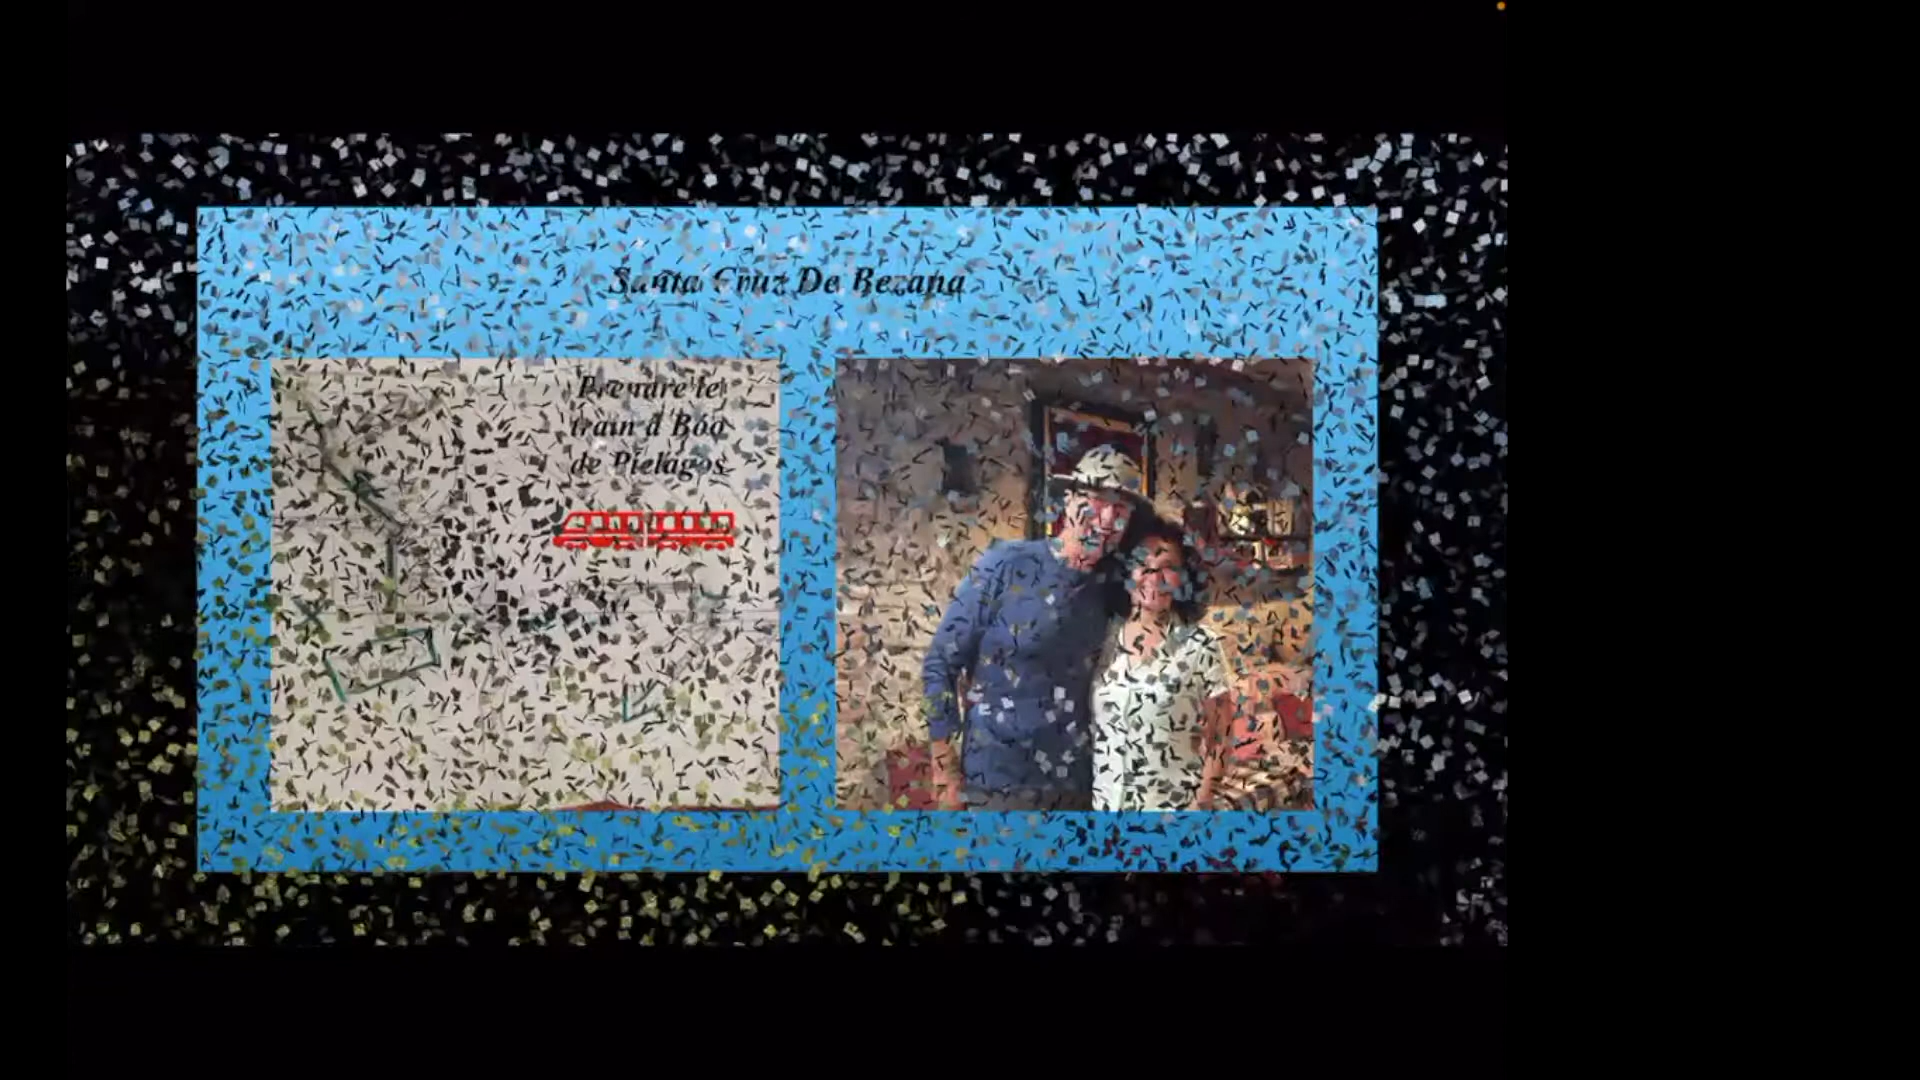 Santa Cruz De Bezana
Prendre le
train à Boo
de Pielagos